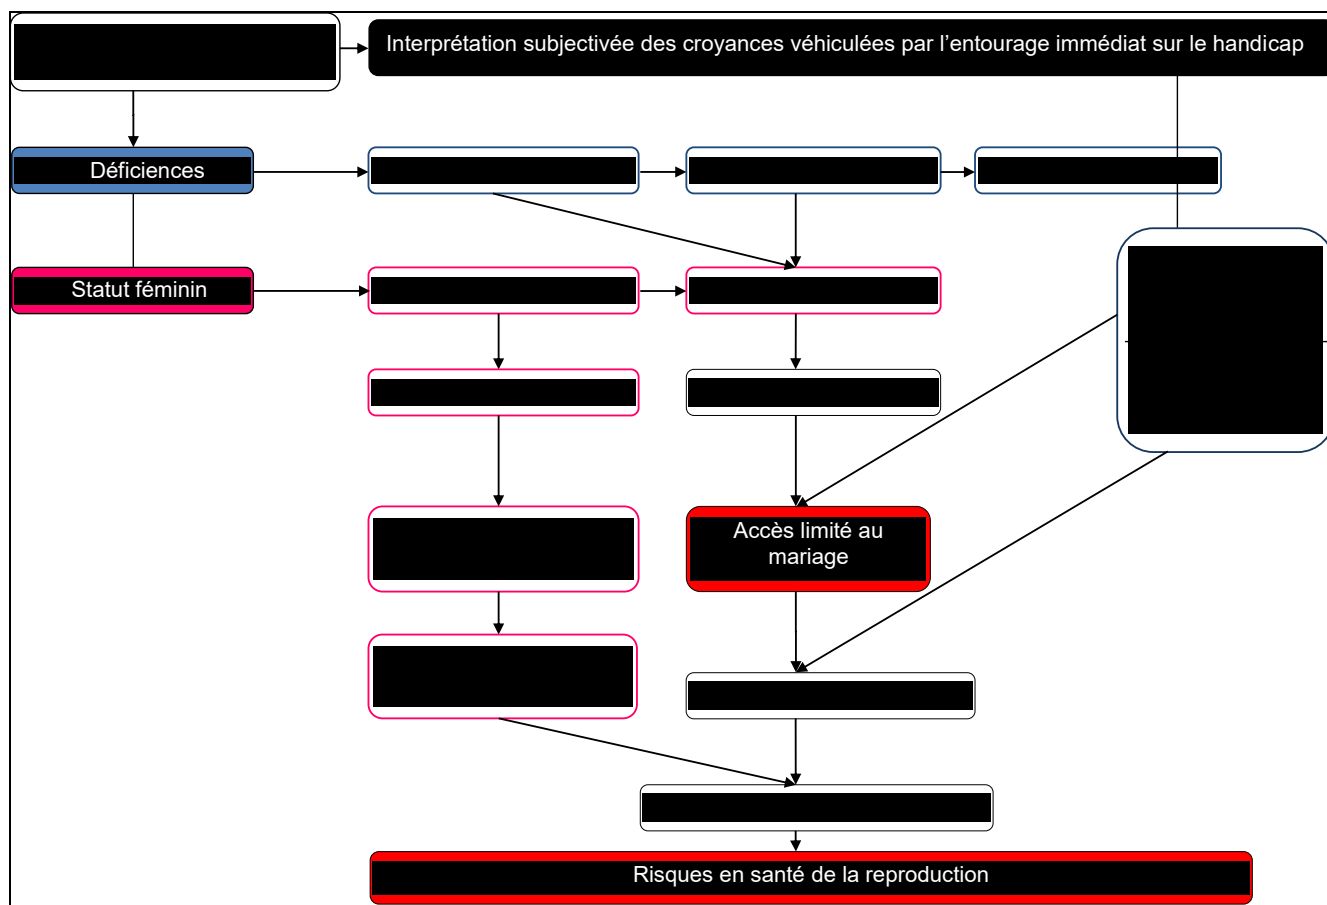 Interprétation subjectivée des croyances véhiculées par l’entourage immédiat sur le handicap
Déficiences
Statut féminin
Accès limité au
mariage
Risques en santé de la reproduction